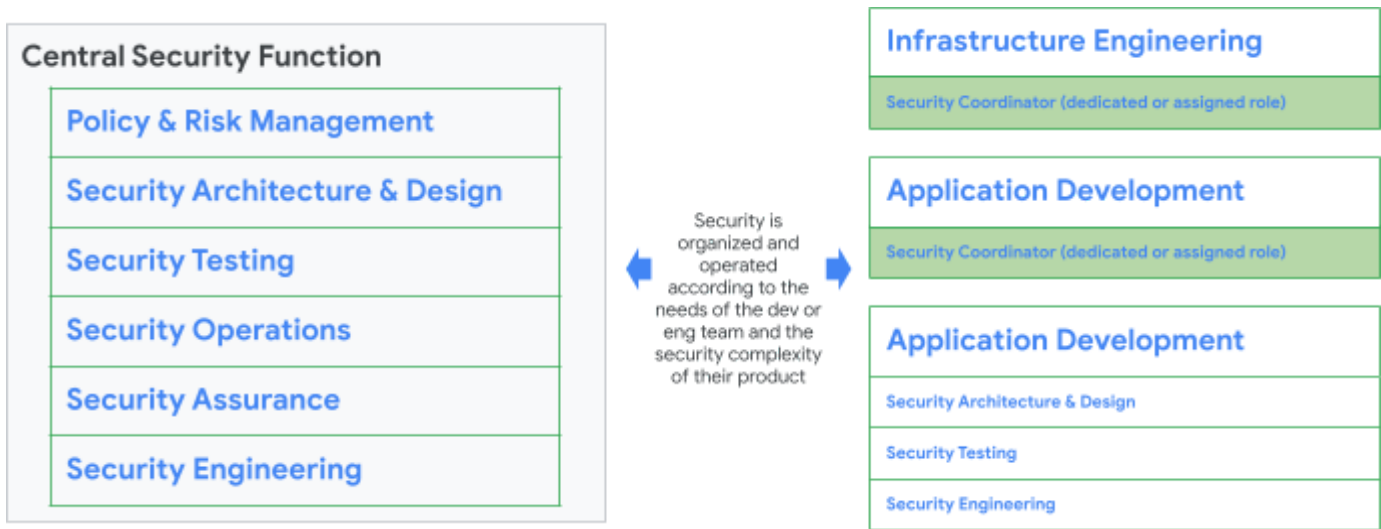 Central Security Function
Policy & Risk Management
Security Architecture & Design
Security Testing
Security Operations
Security Assurance
Security Engineering
Security is
organized and
operated
according to the
needs of the dev or
eng team and the
security complexity
of their product
Infrastructure Engineering
Security Coordinator (dedicated or assigned role)
Application Development
Security Coordinator (dedicated or assigned role)
Application Development
Security Architecture & Design
Security Testing
Security Engineering